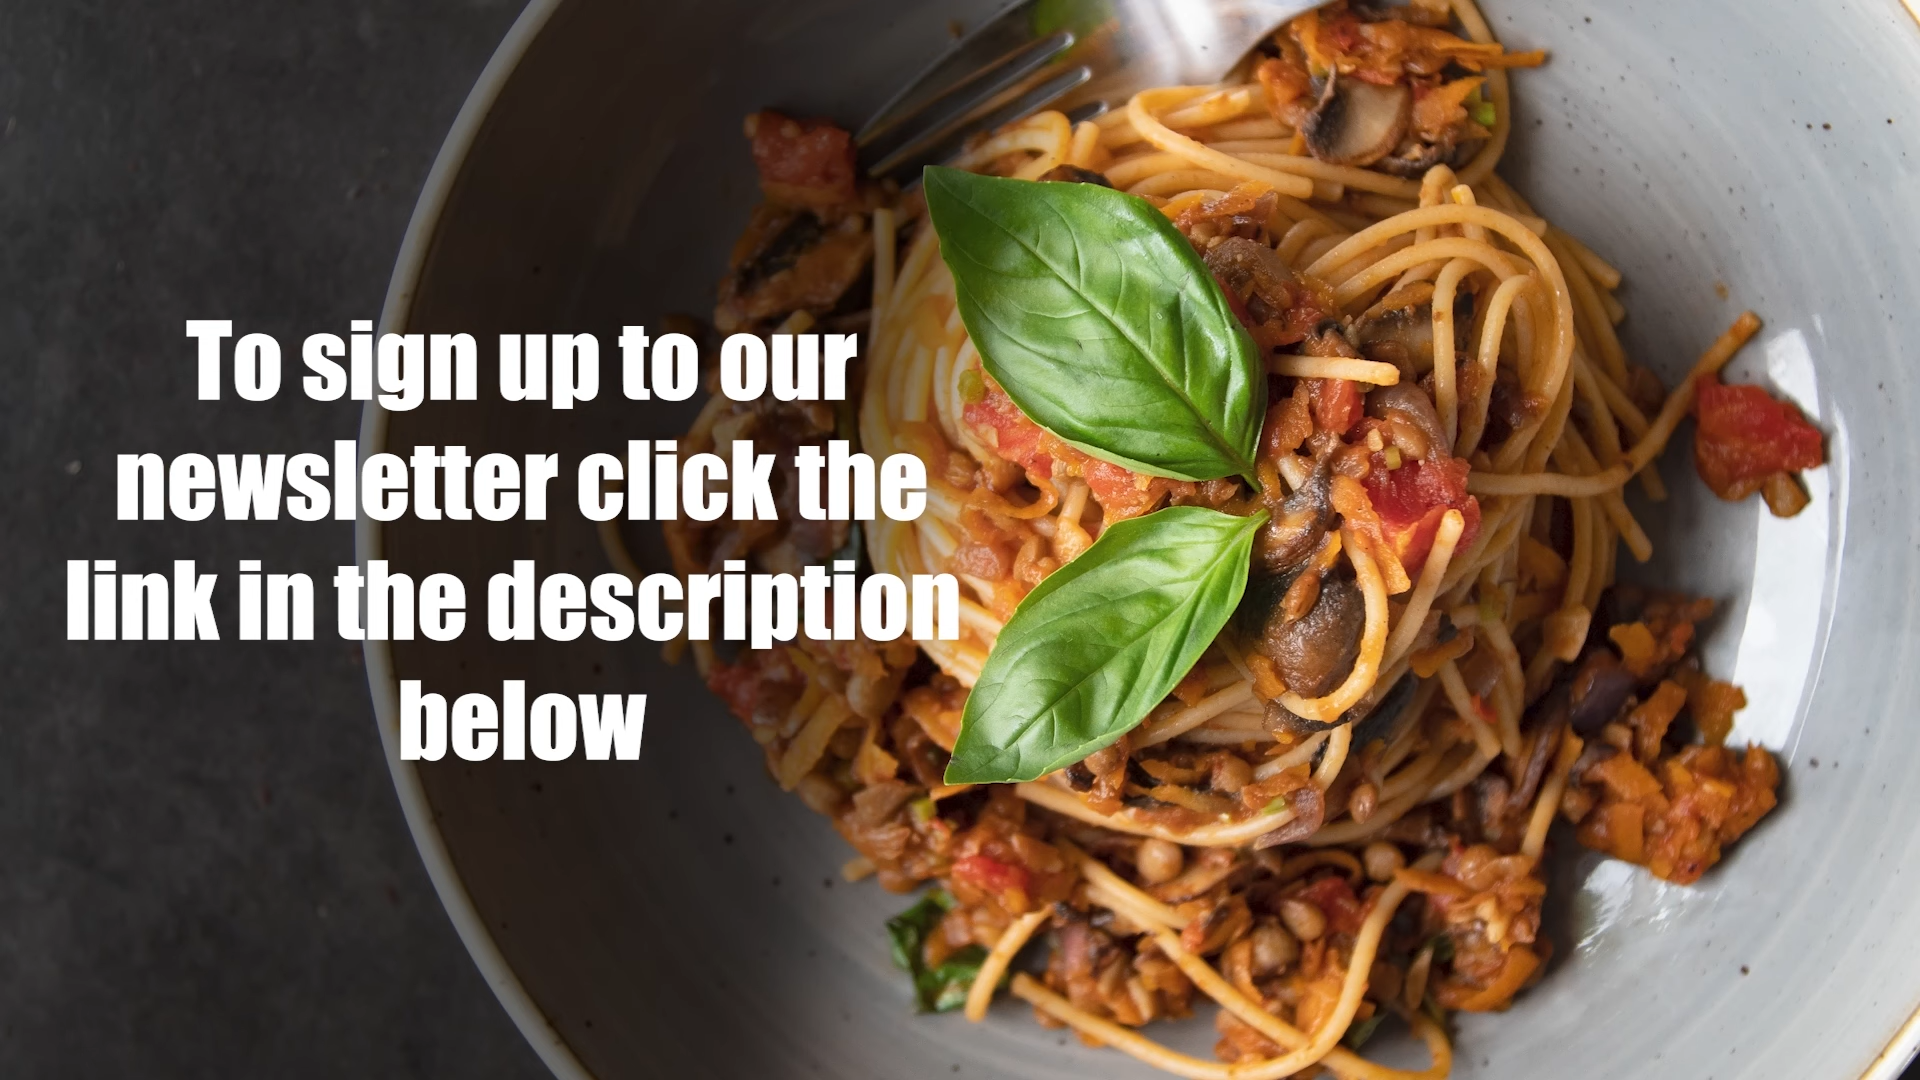 To sign up to our
newsletter click the
link in the description
below